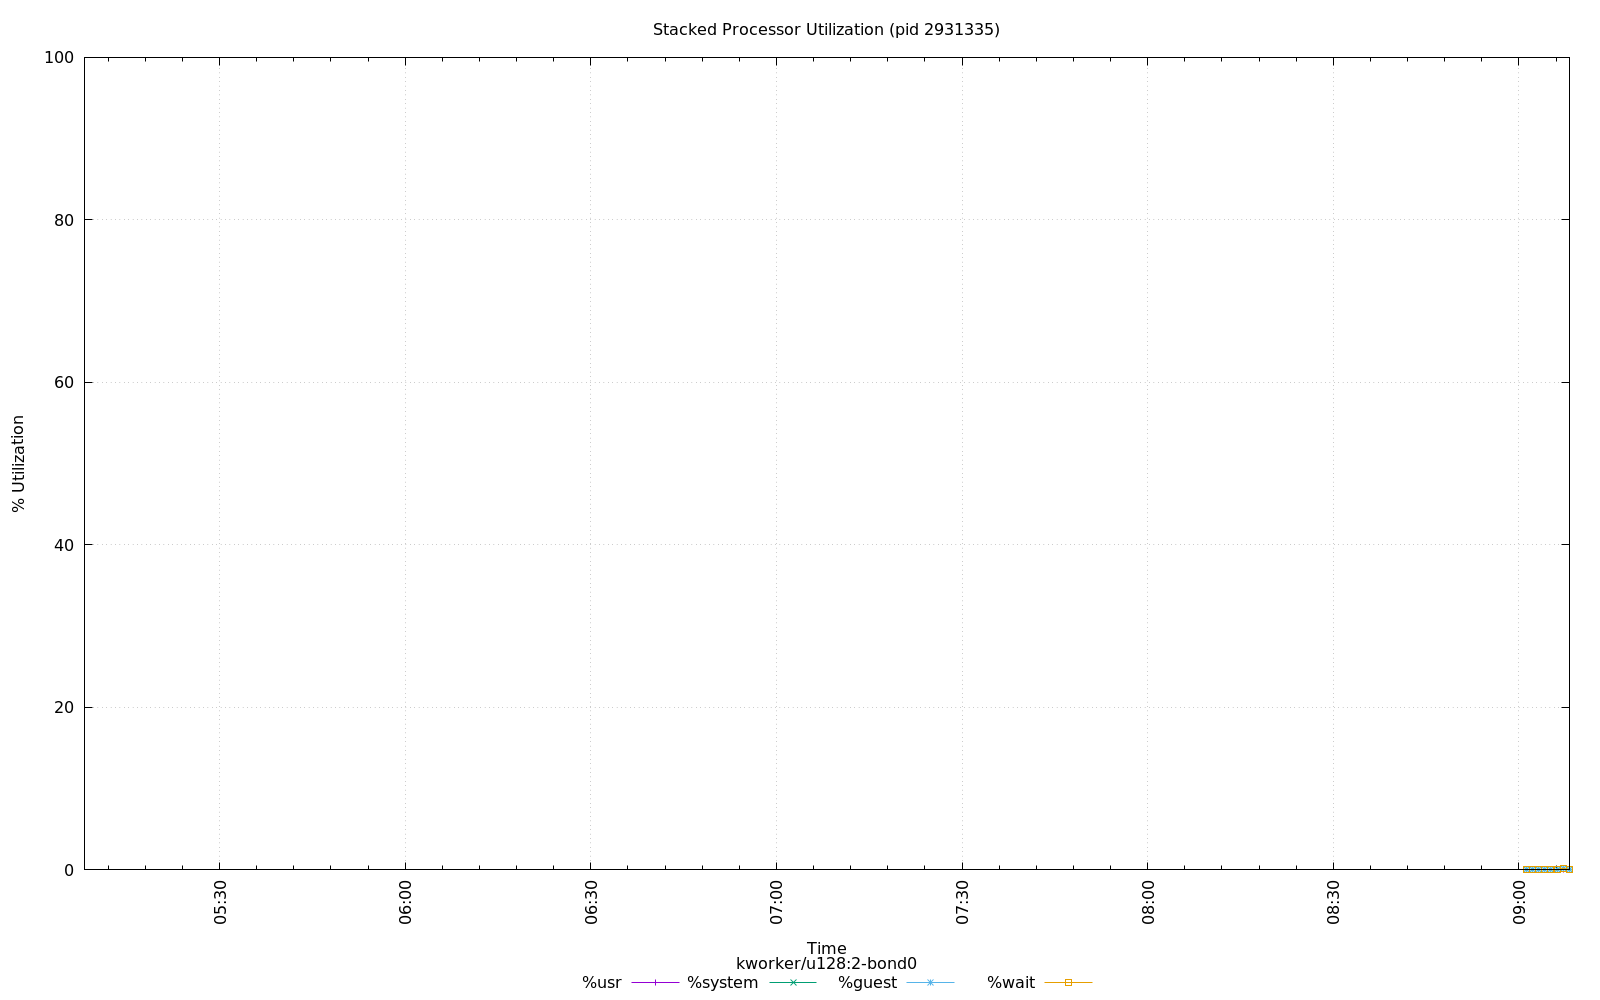 Stacked Processor Utilization (pid 2931335)
100
80
60
40
20
0
% Utilization
05:30
06:00
06:30
07:00
07:30
08:00
08:30
09:00
Time
kworker/u128:2-bond0
%usr %system %guest %wait